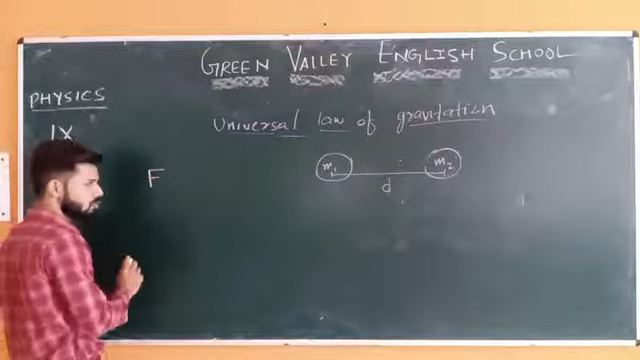 GREEN VALLEY ENGLISH SCHOOL
PHYSICS
IX
Universal law of gravitation
m₁ m₂
d
F